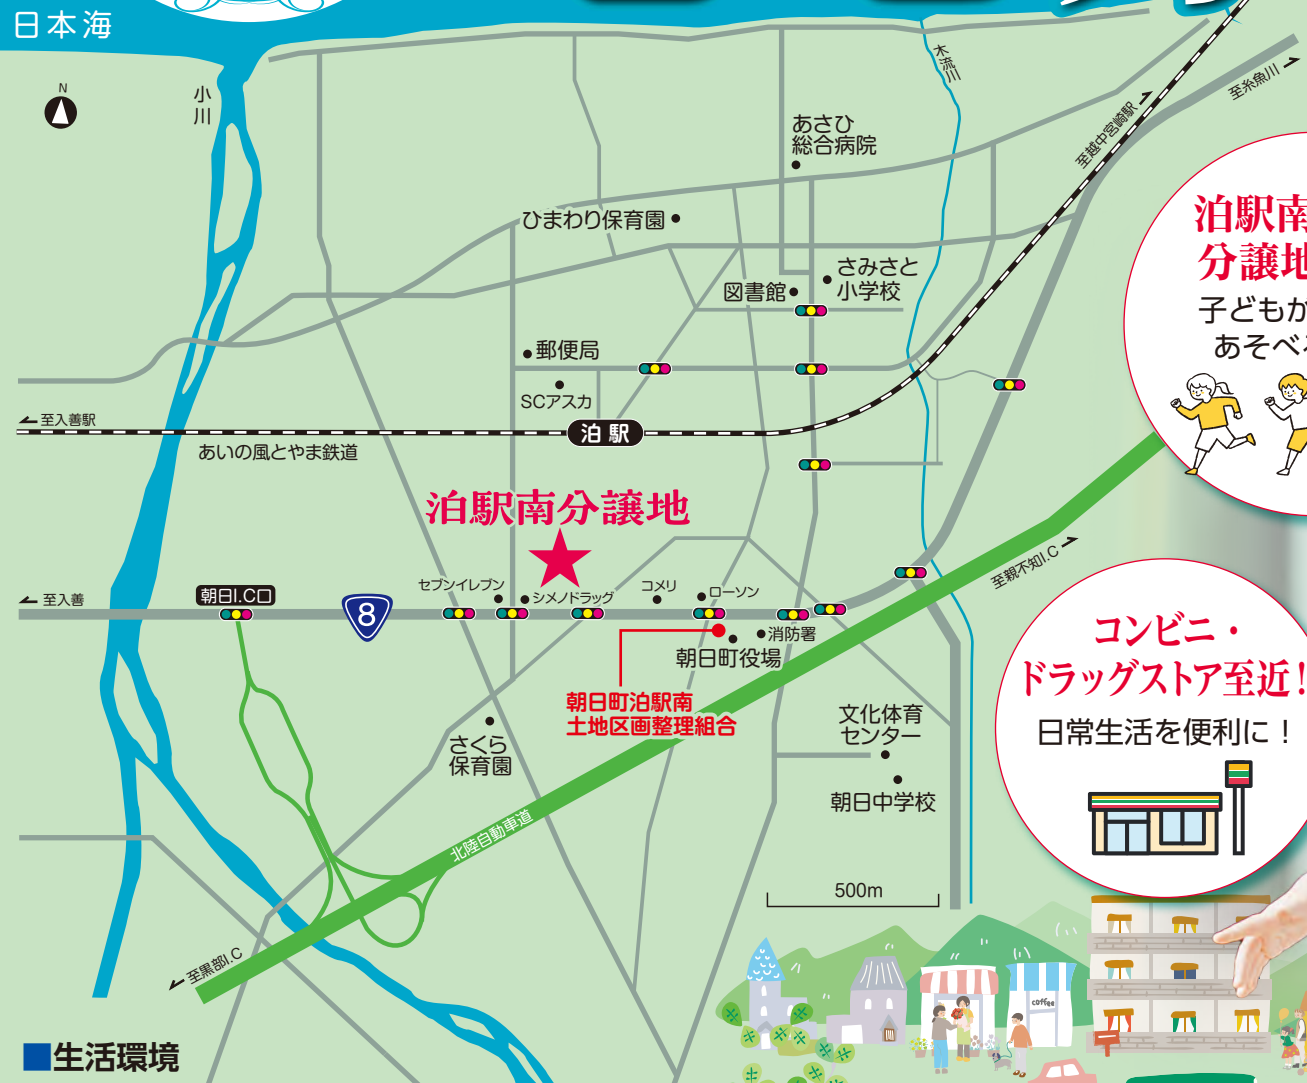 日本海
N
小川
木流川
至糸魚川
至越中宮崎駅
あさひ
総合病院
ひまわり保育園
さみさと
小学校
図書館
郵便局
SCアスカ
至入善駅
泊駅
あいの風とやま鉄道
泊駅南分譲地
セブンイレブン
シメノドラッグ
コメリ
ローソン
至親不知I.C
朝日I.C口
至入善
8
消防署
朝日町役場
朝日町泊駅南
土地区画整理組合
さくら
保育園
文化体育
センター
朝日中学校
北陸自動車道
500m
至黒部I.C
泊駅南
分譲地
子どもが
あそべる
コンビニ・
ドラッグストア至近!
日常生活を便利に！
coffee
■生活環境